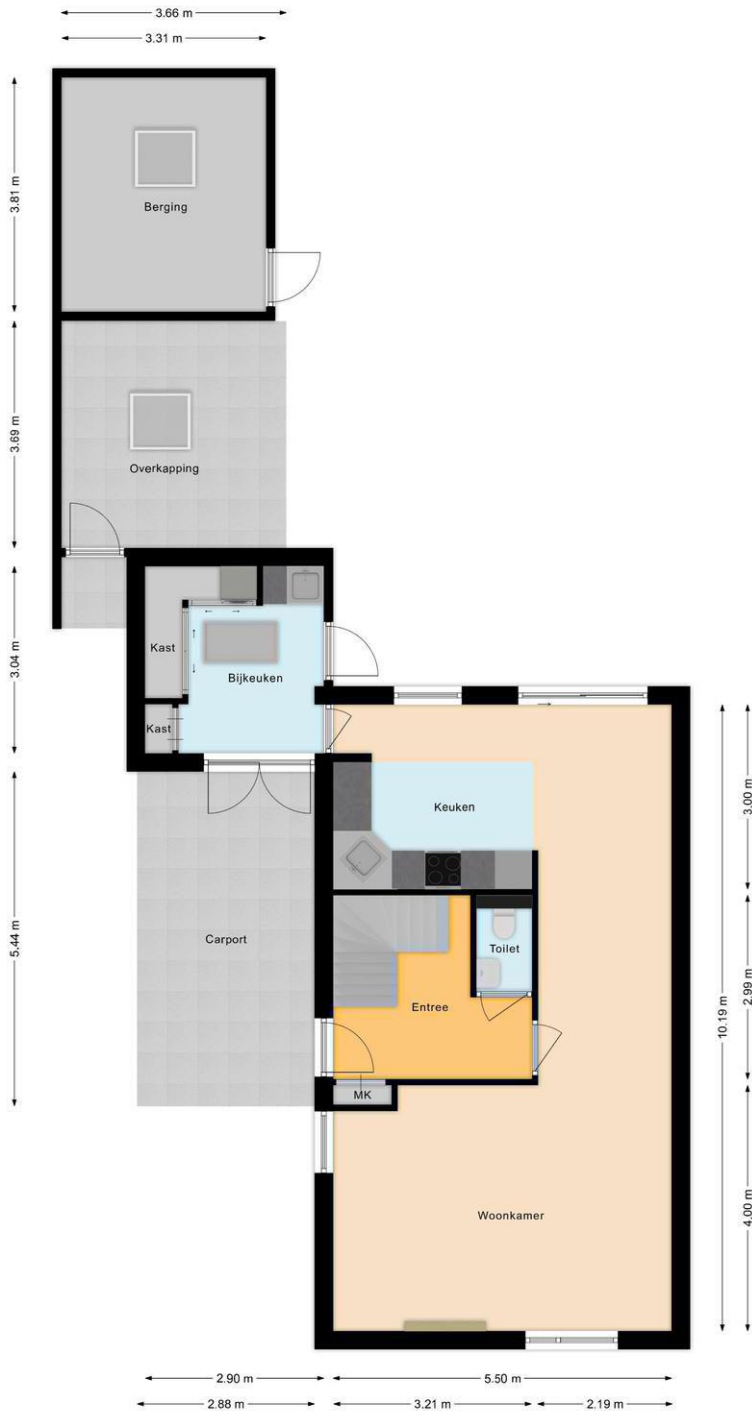 3.66 m
3.31 m
3.81 m
Berging
3.69 m
Overkapping
3.04 m
Kast
Bijkeuken
Kast
Keuken
3.00 m
5.44 m
Carport
Toilet
2.99 m
Entree
10.19 m
MK
4.00 m
Woonkamer
2.90 m
5.50 m
2.88 m
3.21 m
2.19 m